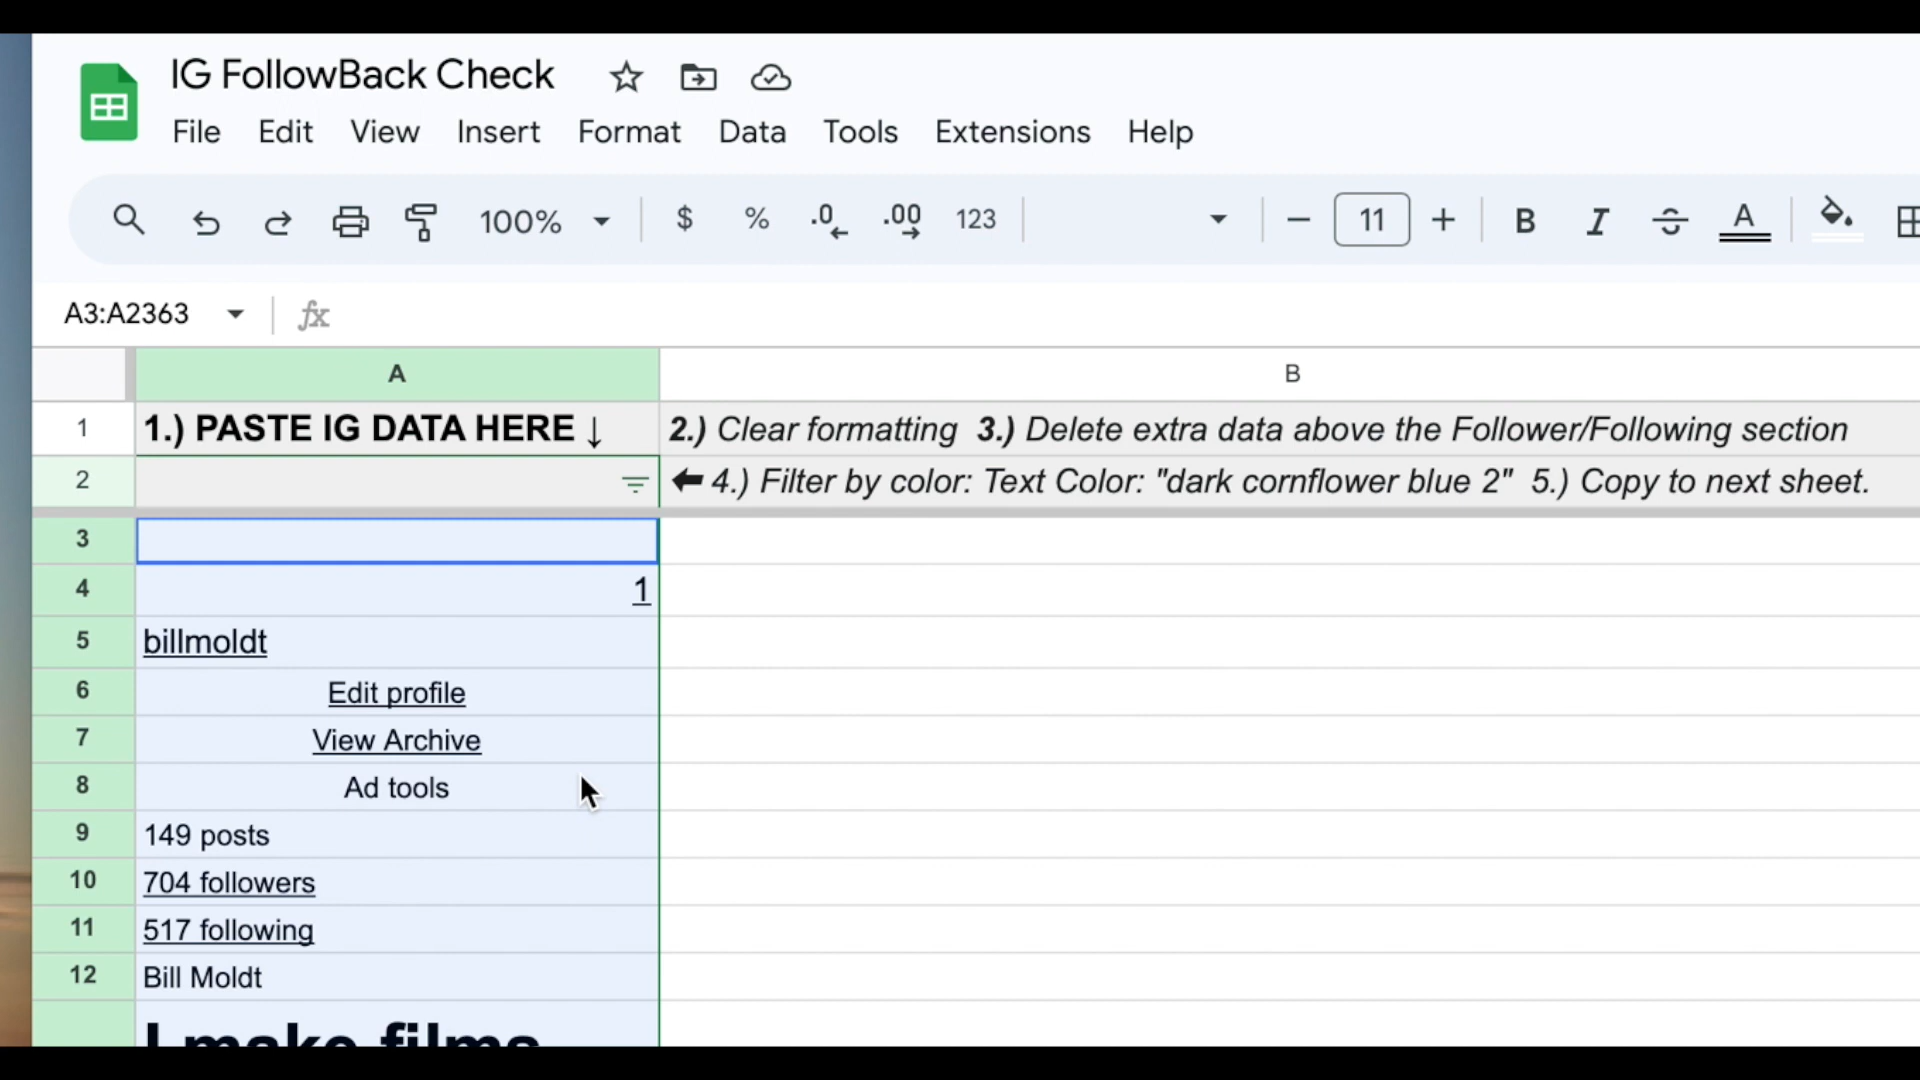 IG FollowBack Check
File Edit View Insert Format Data Tools Extensions Help
100% $ % .0 .00 123 11 B I S A
A3:A2363 fx
A B
1 1.) PASTE IG DATA HERE ↓ 2.) Clear formatting 3.) Delete extra data above the Follower/Following section
2 ⬅ 4.) Filter by color: Text Color: "dark cornflower blue 2" 5.) Copy to next sheet.
3
4 1
5 billmoldt
6 Edit profile
7 View Archive
8 Ad tools
9 149 posts
10 704 followers
11 517 following
12 Bill Moldt
I make films